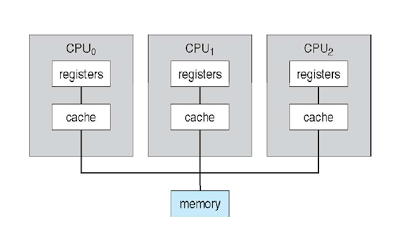 CPU₀ CPU₁ CPU₂
registers registers registers
cache cache cache
memory